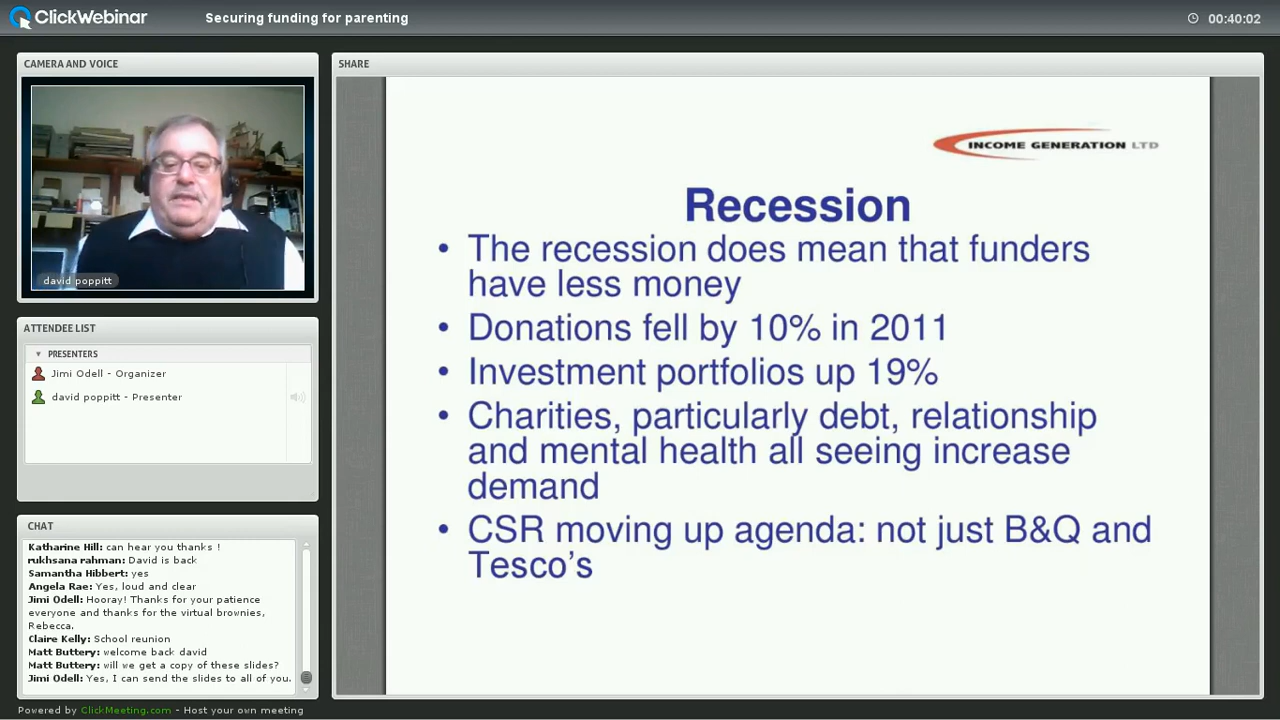 ClickWebinar
Securing funding for parenting
00:40:02
CAMERA AND VOICE
david poppitt
ATTENDEE LIST
PRESENTERS
Jimi Odell - Organizer
david poppitt - Presenter
CHAT
Katharine Hill: can hear you thanks !
rukhsana rahman: David is back
Samantha Hibbert: yes
Angela Rae: Yes, loud and clear
Jimi Odell: Hooray! Thanks for your patience
everyone and thanks for the virtual brownies,
Rebecca.
Claire Kelly: School reunion
Matt Buttery: welcome back david
Matt Buttery: will we get a copy of these slides?
Jimi Odell: Yes, I can send the slides to all of you.
SHARE
INCOME GENERATION LTD
Recession
• The recession does mean that funders
have less money
• Donations fell by 10% in 2011
• Investment portfolios up 19%
• Charities, particularly debt, relationship
and mental health all seeing increase
demand
• CSR moving up agenda: not just B&Q and
Tesco’s
Powered by ClickMeeting.com - Host your own meeting